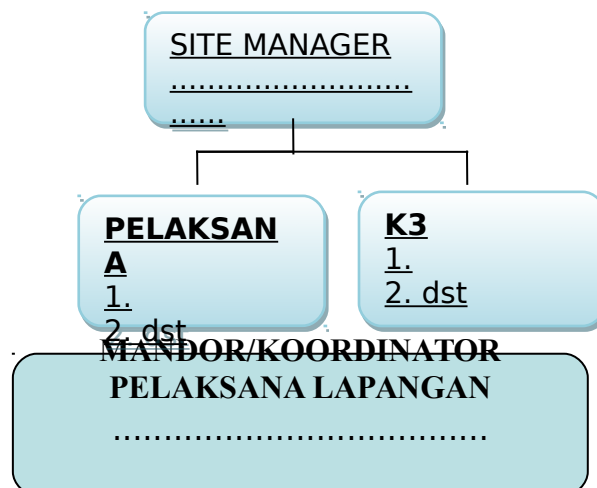 SITE MANAGER
..........................
......
PELAKSAN
A
1.
2. dst
K3
1.
2. dst
MANDOR/KOORDINATOR
PELAKSANA LAPANGAN
.....................................